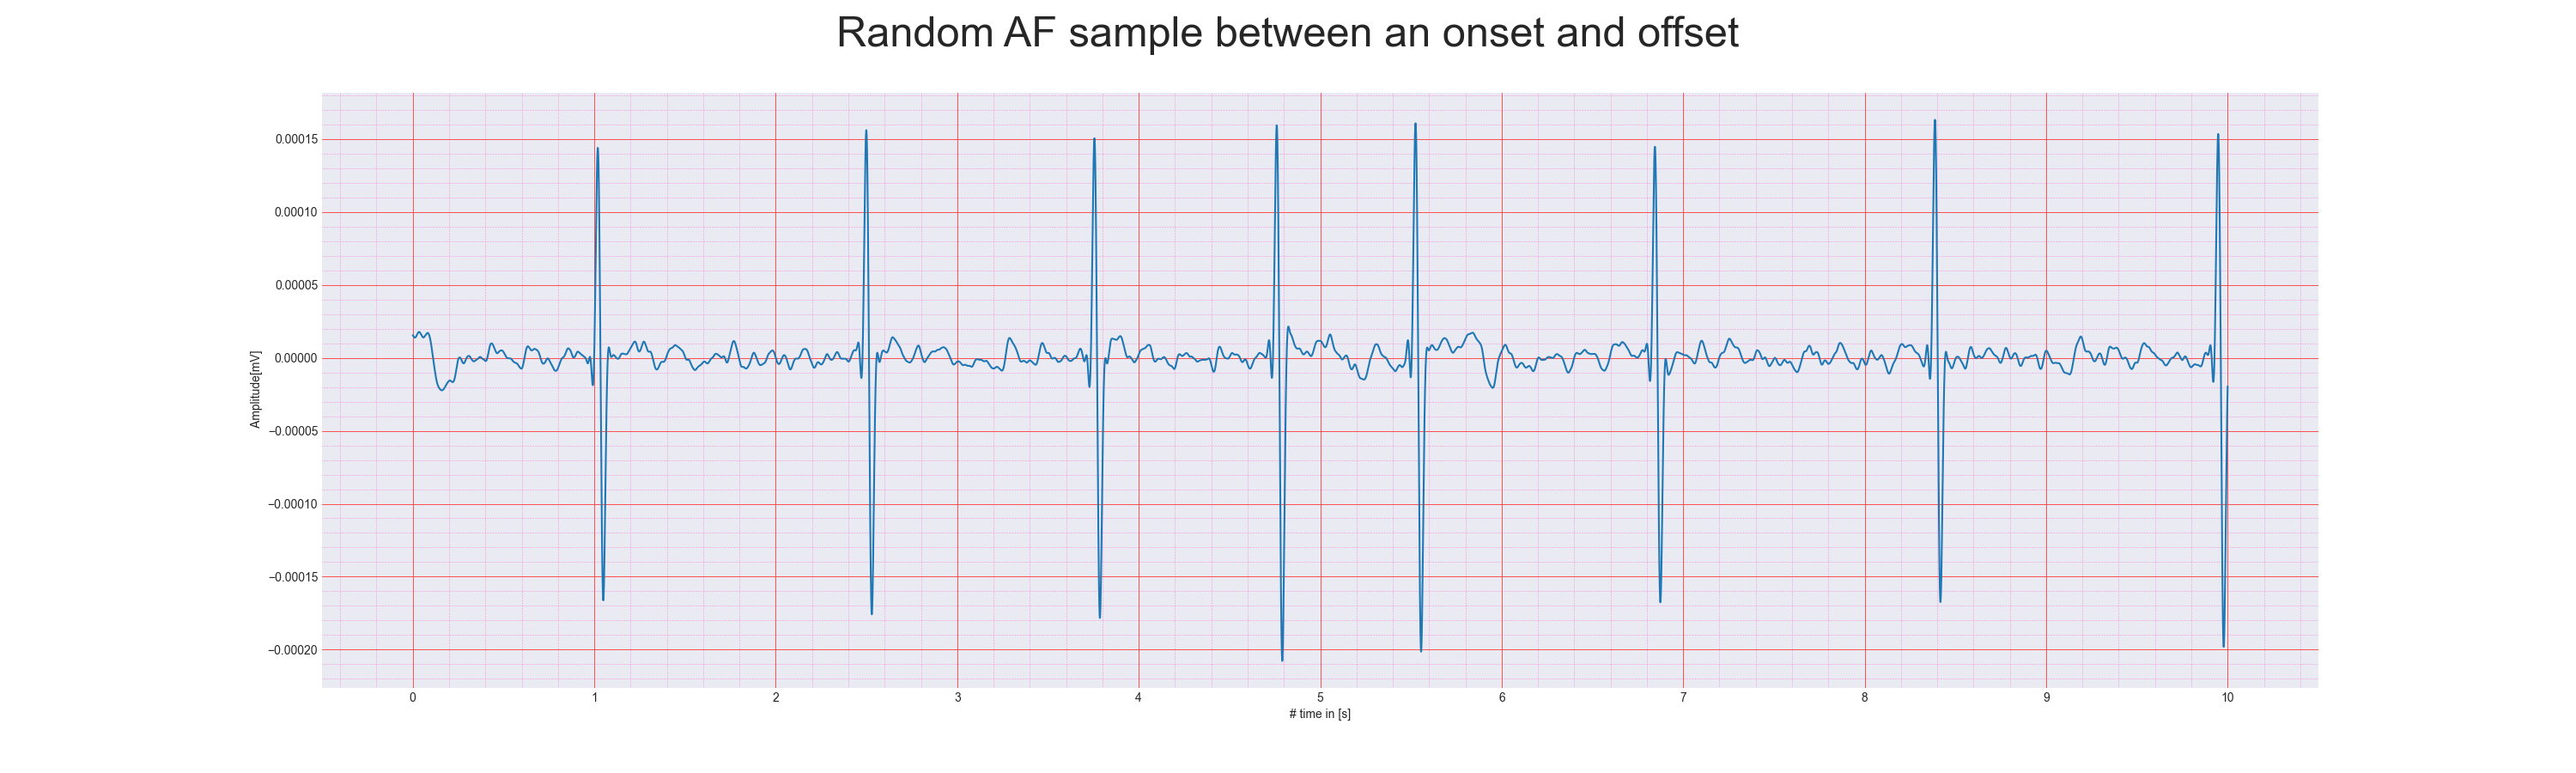 Random AF sample between an onset and offset
0.00015
0.00010
0.00005
0.00000
−0.00005
−0.00010
−0.00015
−0.00020
Amplitude[mV]
0 1 2 3 4 5 6 7 8 9 10
# time in [s]